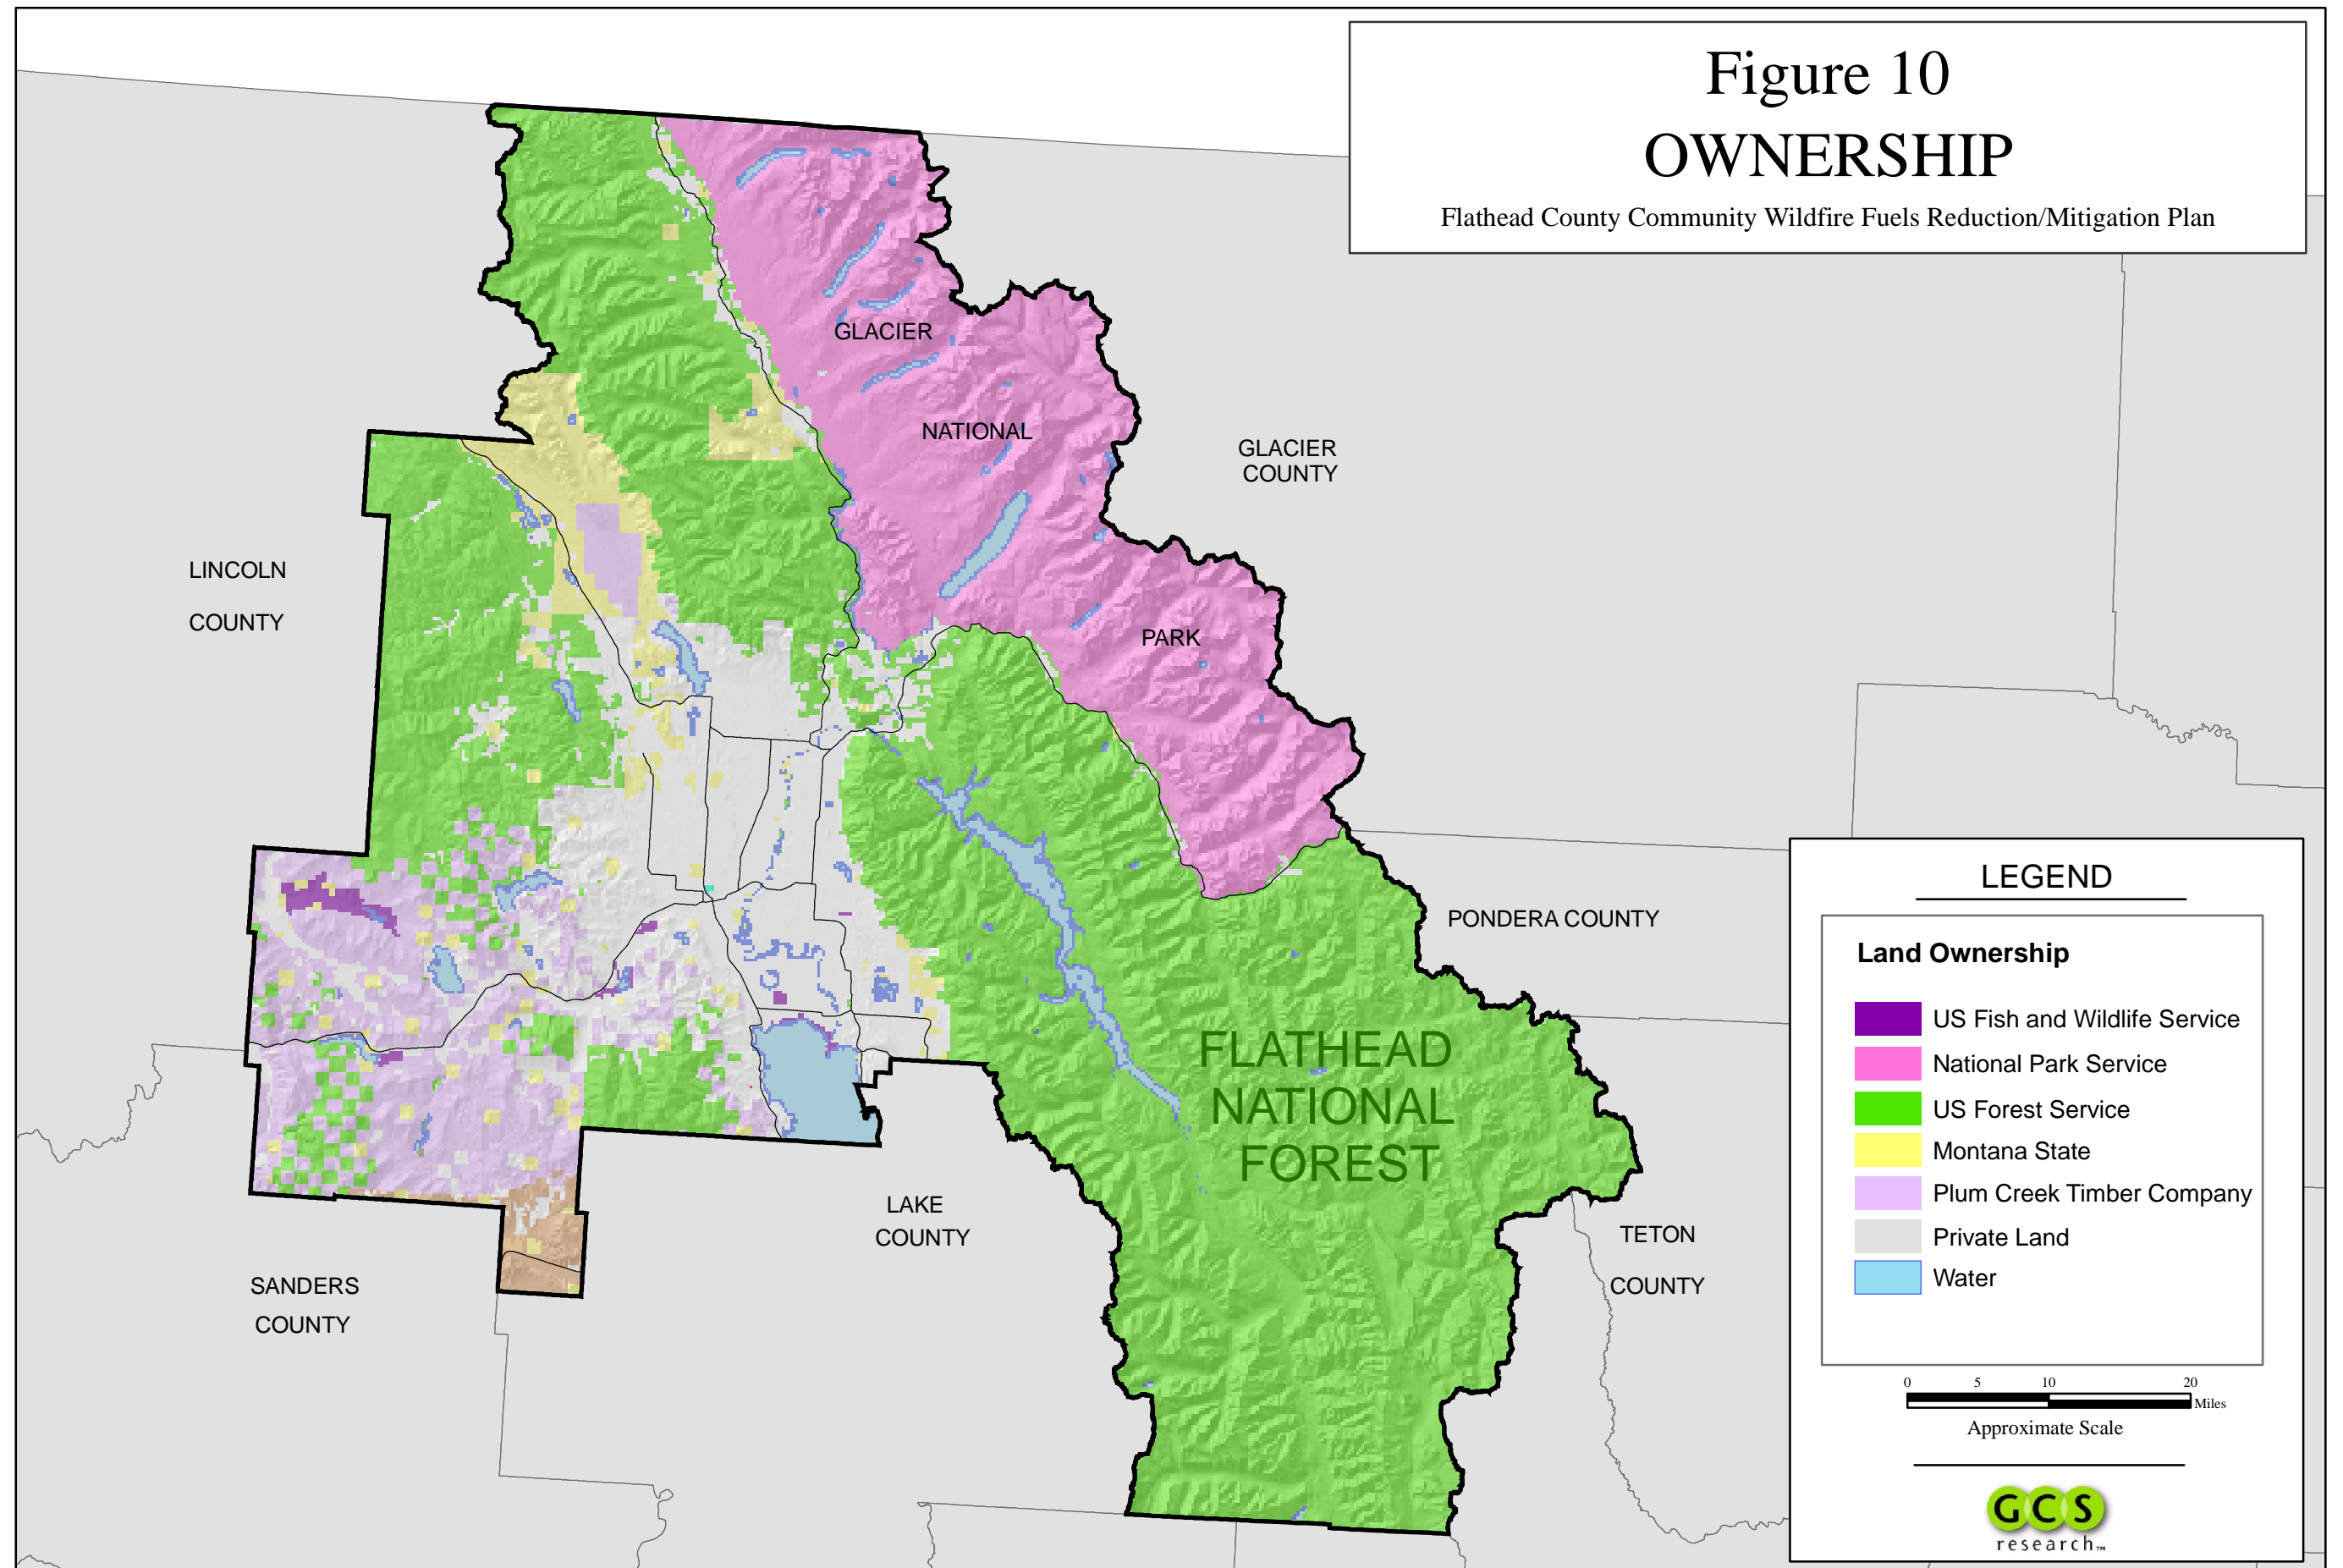 Figure 10
OWNERSHIP
Flathead County Community Wildfire Fuels Reduction/Mitigation Plan
GLACIER
NATIONAL
PARK
GLACIER
COUNTY
LINCOLN
COUNTY
PONDERA COUNTY
FLATHEAD
NATIONAL
FOREST
LAKE
COUNTY
TETON
COUNTY
SANDERS
COUNTY
LEGEND
Land Ownership
US Fish and Wildlife Service
National Park Service
US Forest Service
Montana State
Plum Creek Timber Company
Private Land
Water
0 5 10 20
Miles
Approximate Scale
GCS
research™